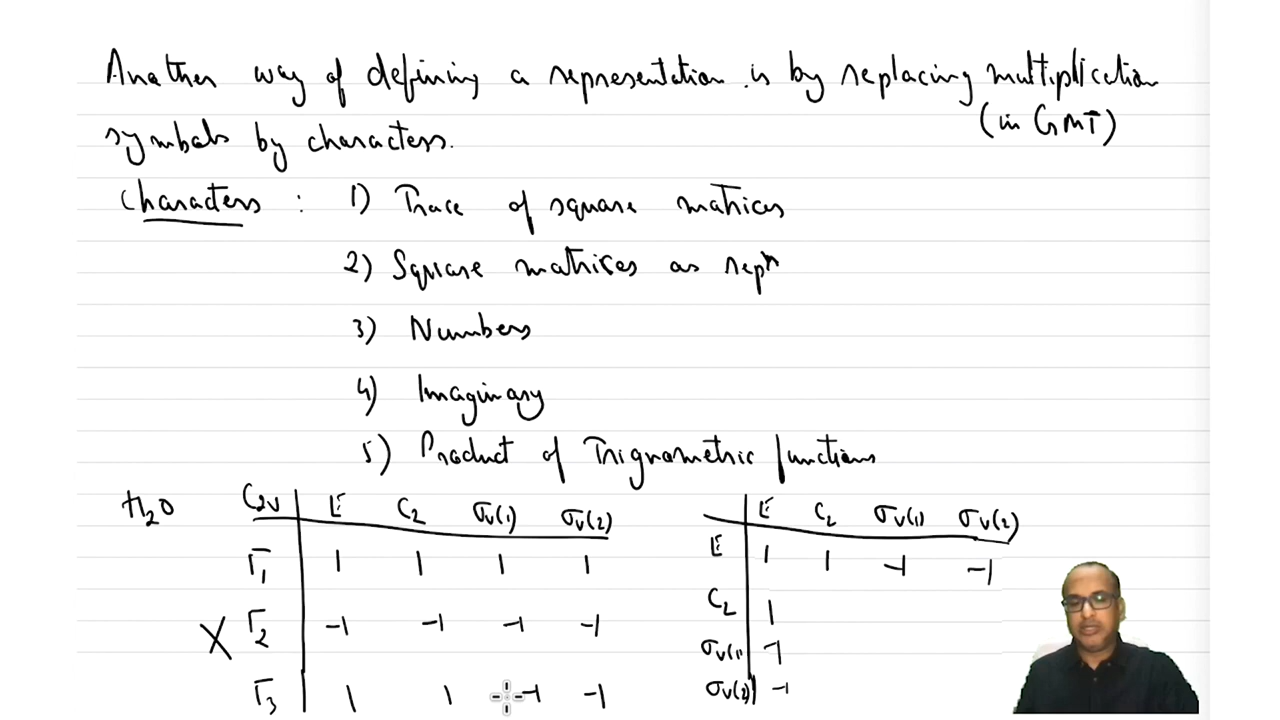 Another way of defining a representation is by replacing multiplication
(in GMT)
symbols by characters.
Characters : 1) Trace of square matrices
2) Square matrices as repⁿ
3) Numbers
4) Imaginary
5) Product of Trignametric functions
H₂O C₂ᵥ E C₂ σv(1) σv(2)
Γ₁ 1 1 1 1
X Γ₂ -1 -1 -1 -1
Γ₃ 1 1 -1 -1
E C₂ σv(1) σv(2)
E 1 1 -1 -1
C₂ 1
σv(1) -1
σv(2) -1